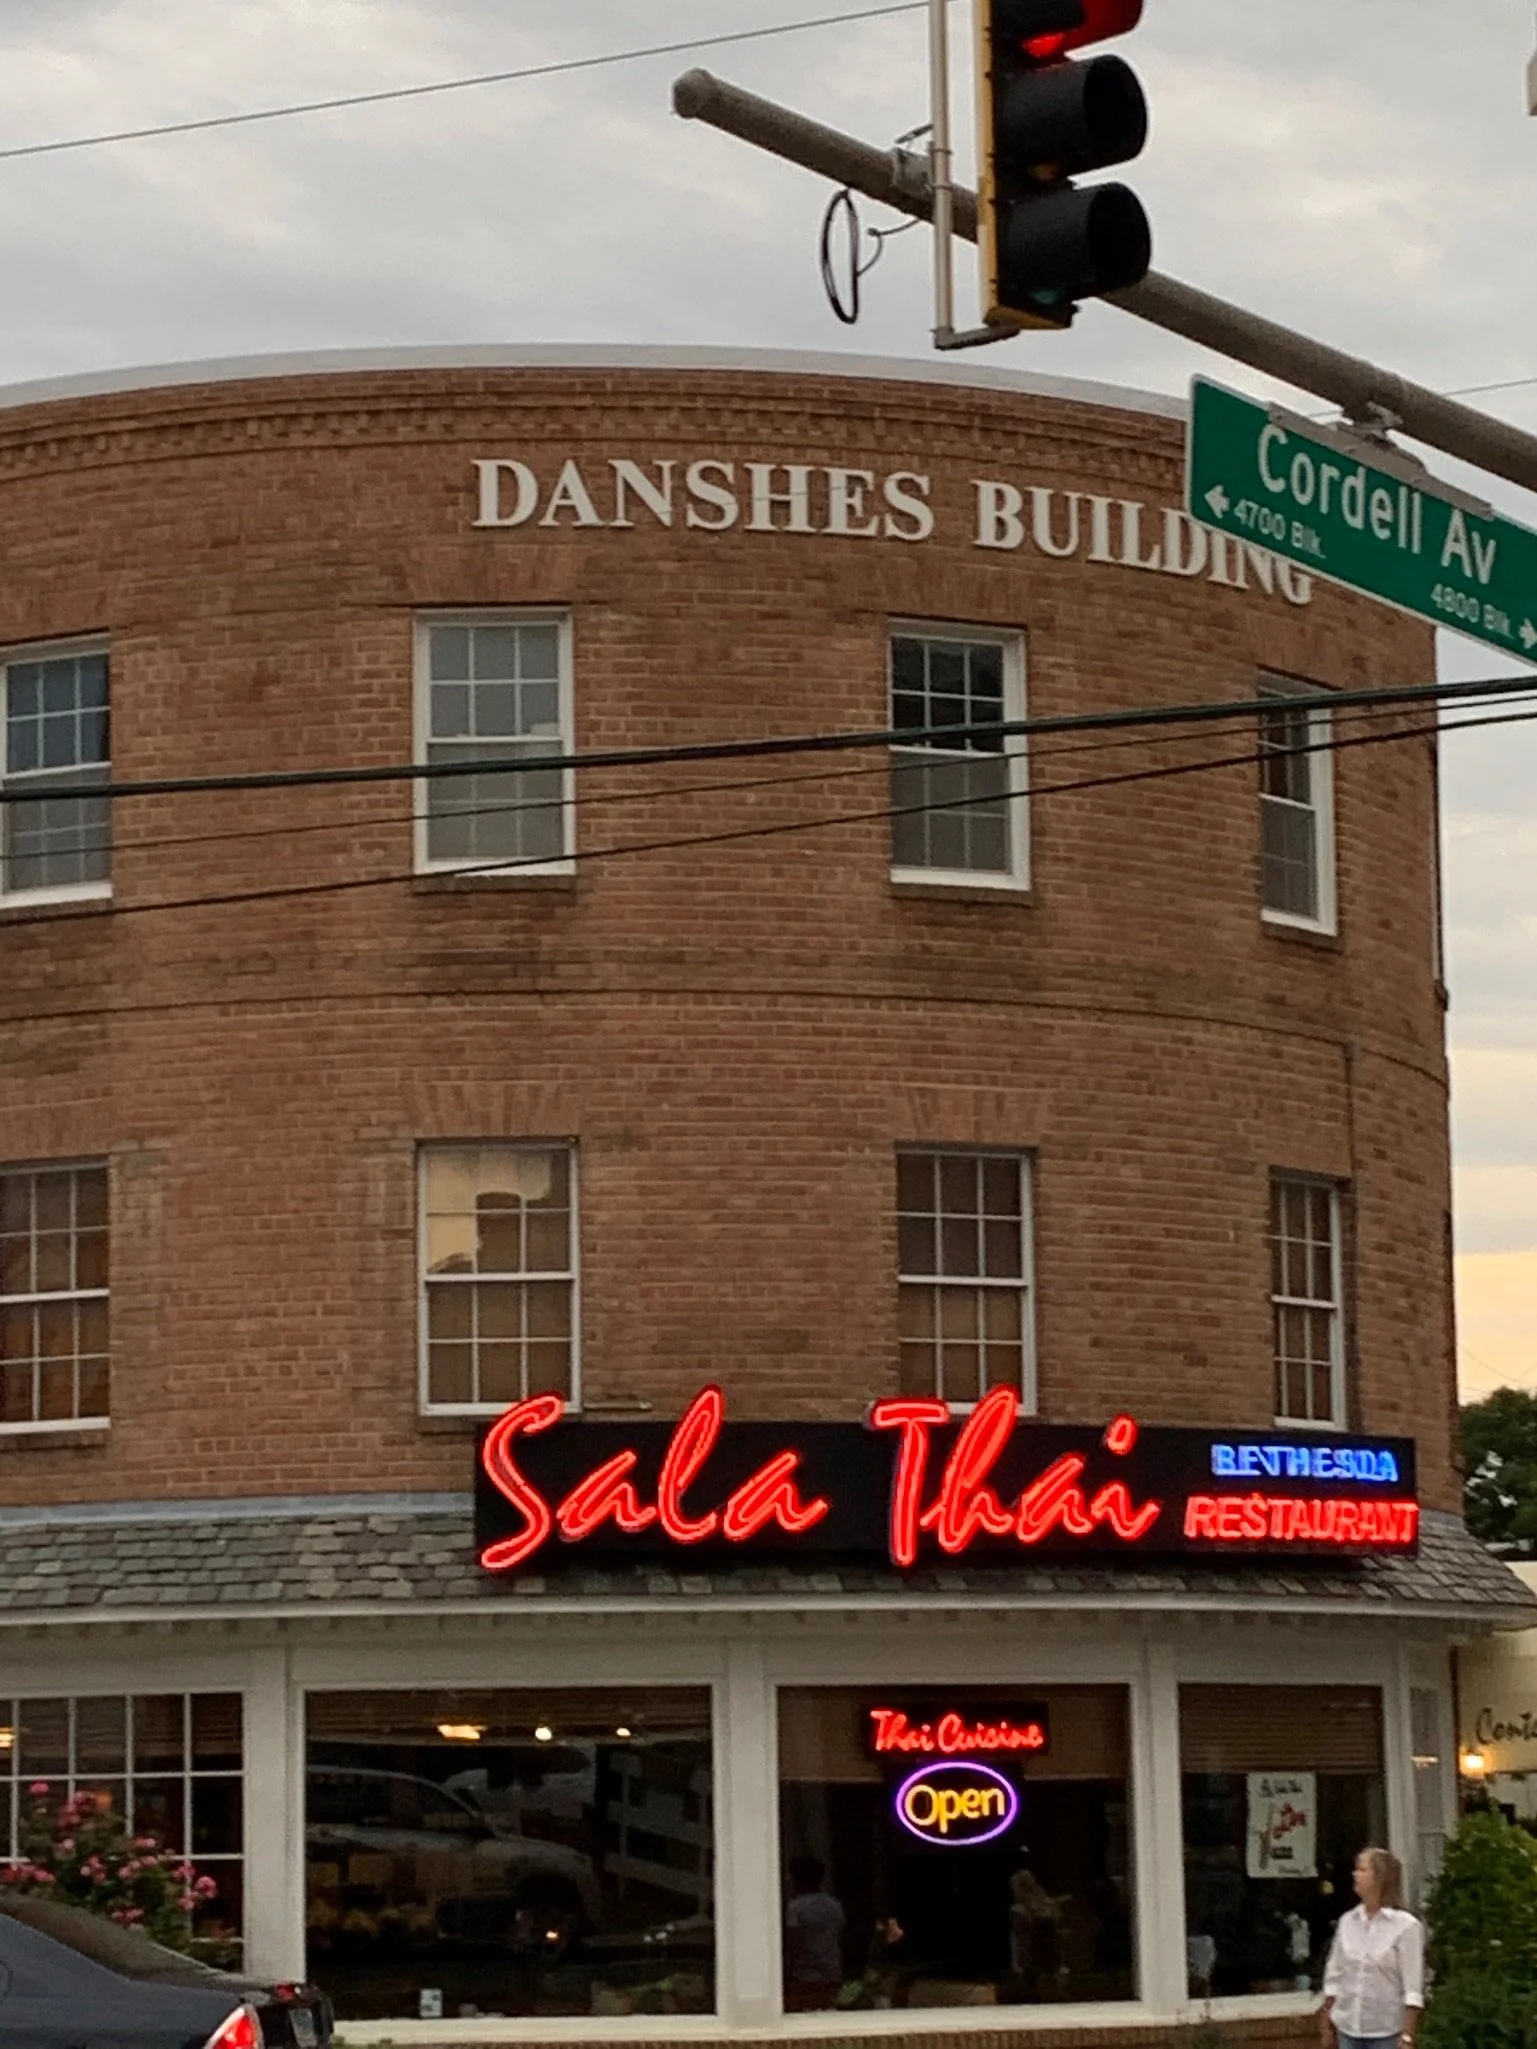 DANSHES BUILDING
Cordell Av
4700 Blk.
4800 Blk.
Sala Thai
BETHESDA
RESTAURANT
Thai Cuisine
Open